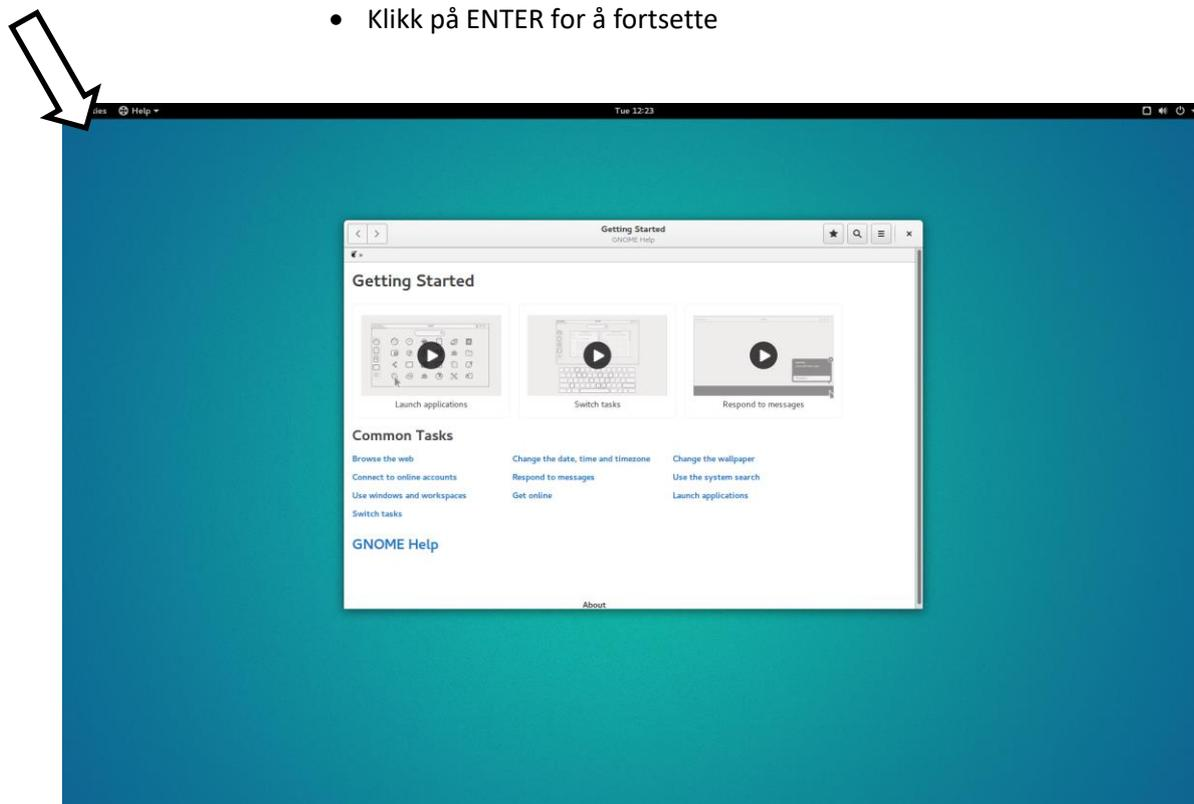 • Klikk på ENTER for å fortsette
Help
Tue 12:23
Getting Started
GNOME Help
Getting Started
Launch applications
Switch tasks
Respond to messages
Common Tasks
Browse the web
Change the date, time and timezone
Change the wallpaper
Connect to online accounts
Respond to messages
Use the system search
Use windows and workspaces
Get online
Launch applications
Switch tasks
GNOME Help
About